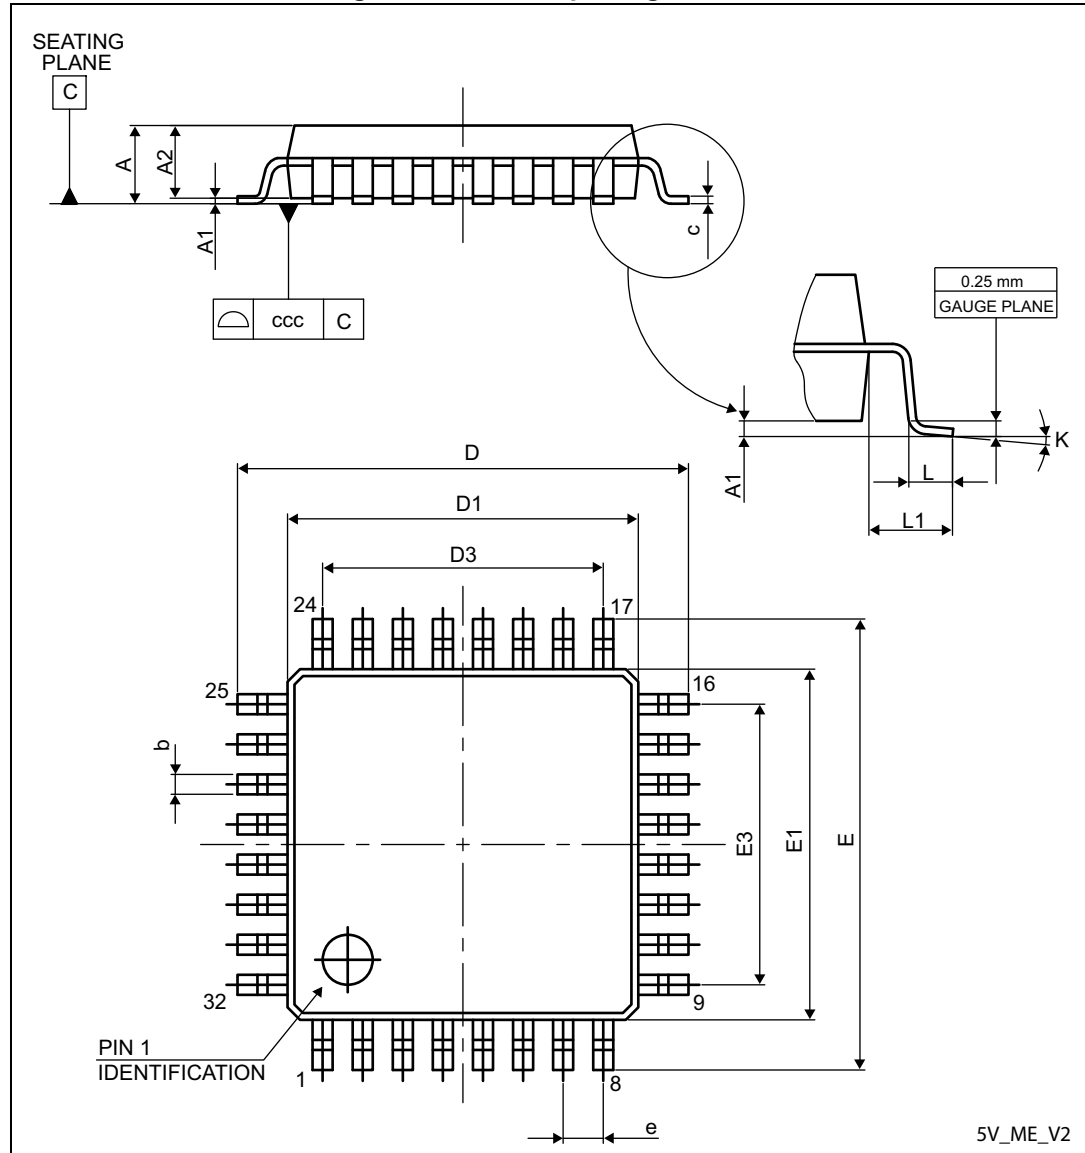 SEATING
PLANE
C
A
A2
A1
c
ccc
C
0.25 mm
GAUGE PLANE
K
A1
L
L1
D
D1
D3
24
17
25
16
b
E3
E1
E
32
9
PIN 1
IDENTIFICATION
1
8
e
5V_ME_V2